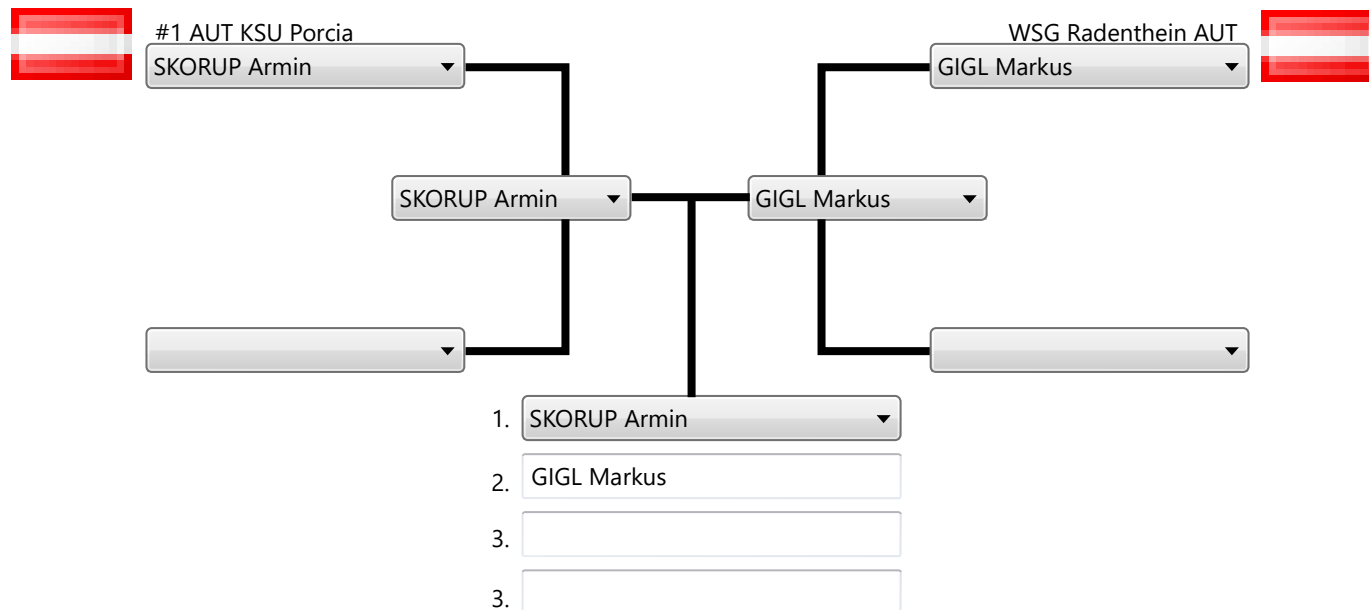 #1 AUT KSU Porcia
WSG Radenthein AUT
SKORUP Armin
GIGL Markus
SKORUP Armin
GIGL Markus
1. SKORUP Armin
2. GIGL Markus
3.
3.